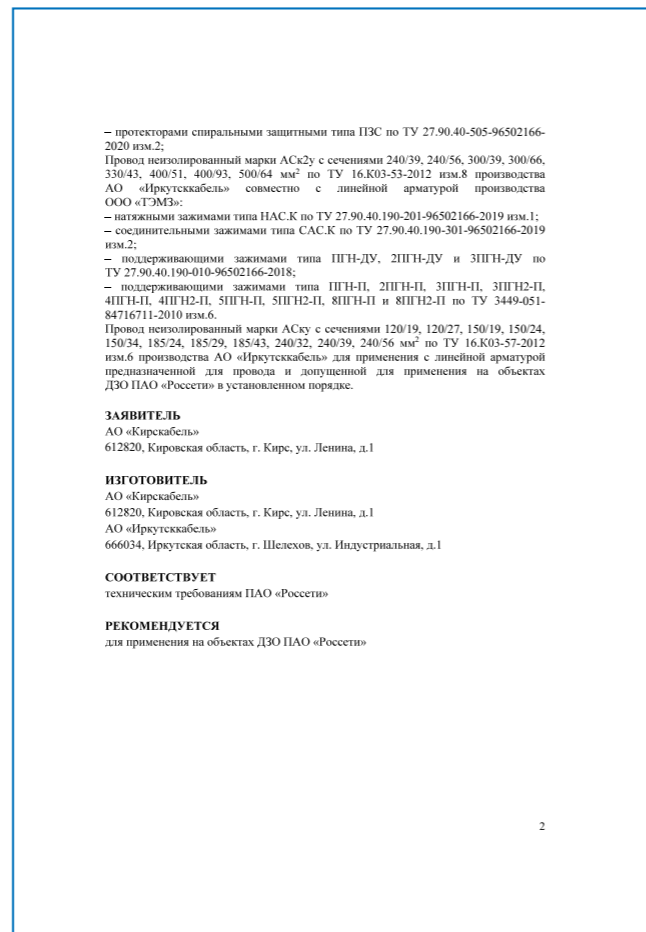 – протекторами спиральными защитными типа ПЗС по ТУ 27.90.40-505-96502166-
2020 изм.2;
Провод неизолированный марки АСк2у с сечениями 240/39, 240/56, 300/39, 300/66,
330/43, 400/51, 400/93, 500/64 мм² по ТУ 16.К03-53-2012 изм.8 производства
АО «Иркутсккабель» совместно с линейной арматурой производства
ООО «ТЭМЗ»:
– натяжными зажимами типа НАС.К по ТУ 27.90.40.190-201-96502166-2019 изм.1;
– соединительными зажимами типа САС.К по ТУ 27.90.40.190-301-96502166-2019
изм.2;
– поддерживающими зажимами типа ПГН-ДУ, 2ПГН-ДУ и 3ПГН-ДУ по
ТУ 27.90.40.190-010-96502166-2018;
– поддерживающими зажимами типа ПГН-П, 2ПГН-П, 3ПГН-П, 3ПГН2-П,
4ПГН-П, 4ПГН2-П, 5ПГН-П, 5ПГН2-П, 8ПГН-П и 8ПГН2-П по ТУ 3449-051-
84716711-2010 изм.6.
Провод неизолированный марки АСку с сечениями 120/19, 120/27, 150/19, 150/24,
150/34, 185/24, 185/29, 185/43, 240/32, 240/39, 240/56 мм² по ТУ 16.К03-57-2012
изм.6 производства АО «Иркутсккабель» для применения с линейной арматурой
предназначенной для провода и допущенной для применения на объектах
ДЗО ПАО «Россети» в установленном порядке.
ЗАЯВИТЕЛЬ
АО «Кирскабель»
612820, Кировская область, г. Кирс, ул. Ленина, д.1
ИЗГОТОВИТЕЛЬ
АО «Кирскабель»
612820, Кировская область, г. Кирс, ул. Ленина, д.1
АО «Иркутсккабель»
666034, Иркутская область, г. Шелехов, ул. Индустриальная, д.1
СООТВЕТСТВУЕТ
техническим требованиям ПАО «Россети»
РЕКОМЕНДУЕТСЯ
для применения на объектах ДЗО ПАО «Россети»
2